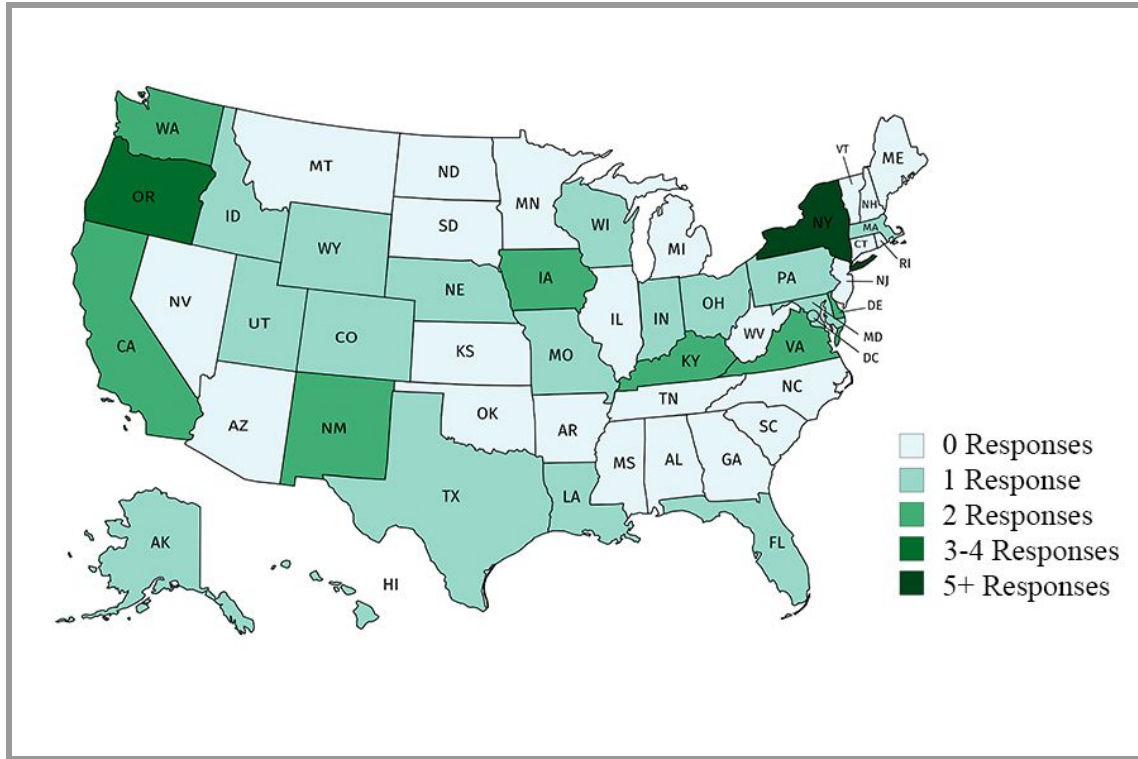 WA
MT
ND
MN
VT
ME
OR
ID
SD
WI
NH
NY
MA
WY
MI
CT
RI
IA
NE
PA
NJ
NV
UT
CO
IL
IN
OH
DE
CA
KS
MO
WV
VA
MD
DC
KY
AZ
NM
OK
AR
TN
NC
SC
MS
AL
GA
TX
LA
FL
AK
HI
0 Responses
1 Response
2 Responses
3-4 Responses
5+ Responses